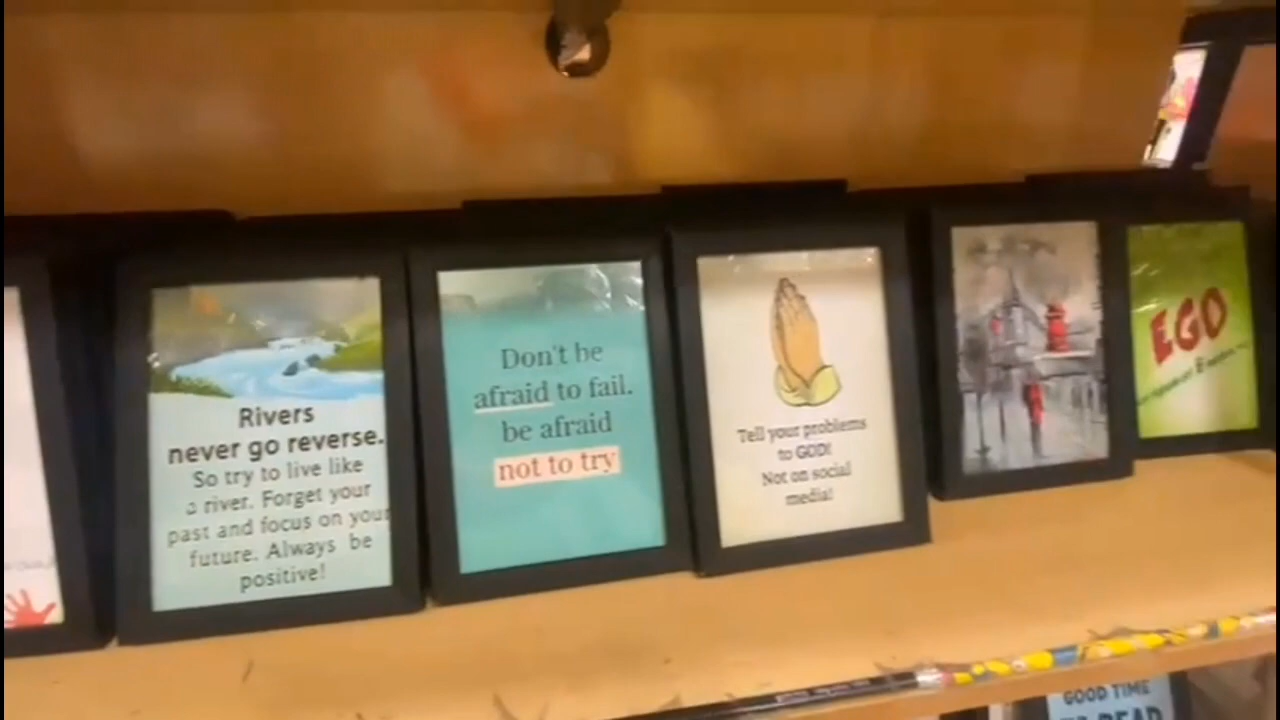 Rivers
never go reverse.
So try to live like
a river. Forget your
past and focus on your
future. Always be
positive!
Don't be
afraid to fail.
be afraid
not to try
Tell your problems
to GOD!
Not on social
media!
EGO
GOOD TIME
TO READ